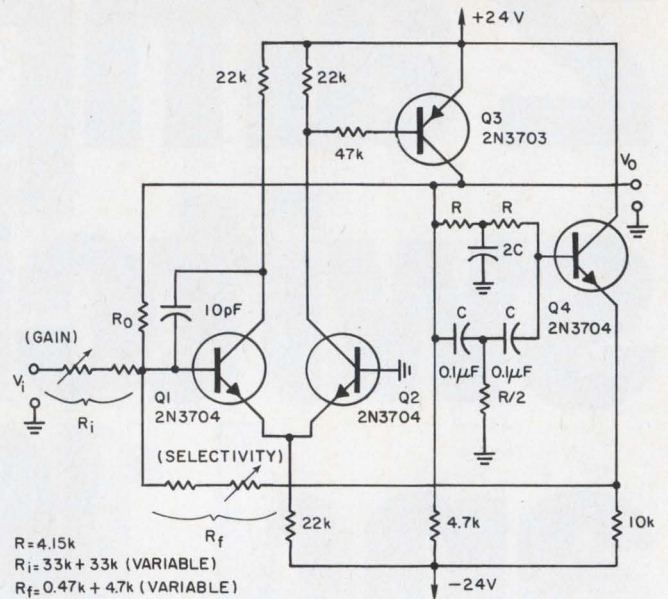 +24V
22k
22k
Q3
2N3703
47k
Vo
R
R
2C
10pF
Ro
Q4
2N3704
C
C
(GAIN)
0.1μF
0.1μF
Vi
Q1
2N3704
Q2
2N3704
R/2
Ri
(SELECTIVITY)
Rf
22k
4.7k
10k
R=4.15k
Ri=33k+33k (VARIABLE)
Rf=0.47k+4.7k (VARIABLE)
-24V